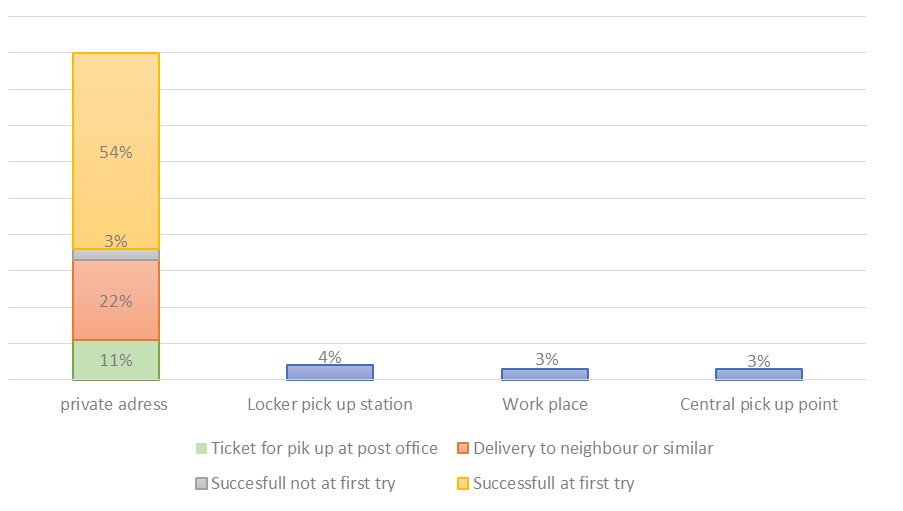 54%
3%
22%
11%
4%
3%
3%
private adress
Locker pick up station
Work place
Central pick up point
Ticket for pik up at post office
Delivery to neighbour or similar
Succesfull not at first try
Successfull at first try